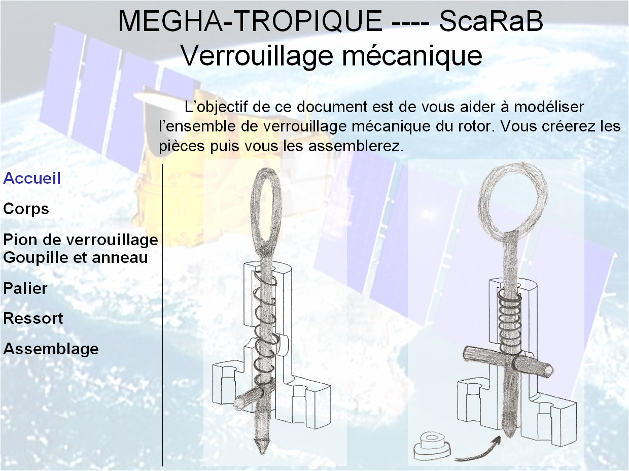 MEGHA-TROPIQUE ---- ScaRaB
Verrouillage mécanique
L'objectif de ce document est de vous aider à modéliser
l'ensemble de verrouillage mécanique du rotor. Vous créerez les
pièces puis vous les assemblerez.
Accueil
Corps
Pion de verrouillage
Goupille et anneau
Palier
Ressort
Assemblage